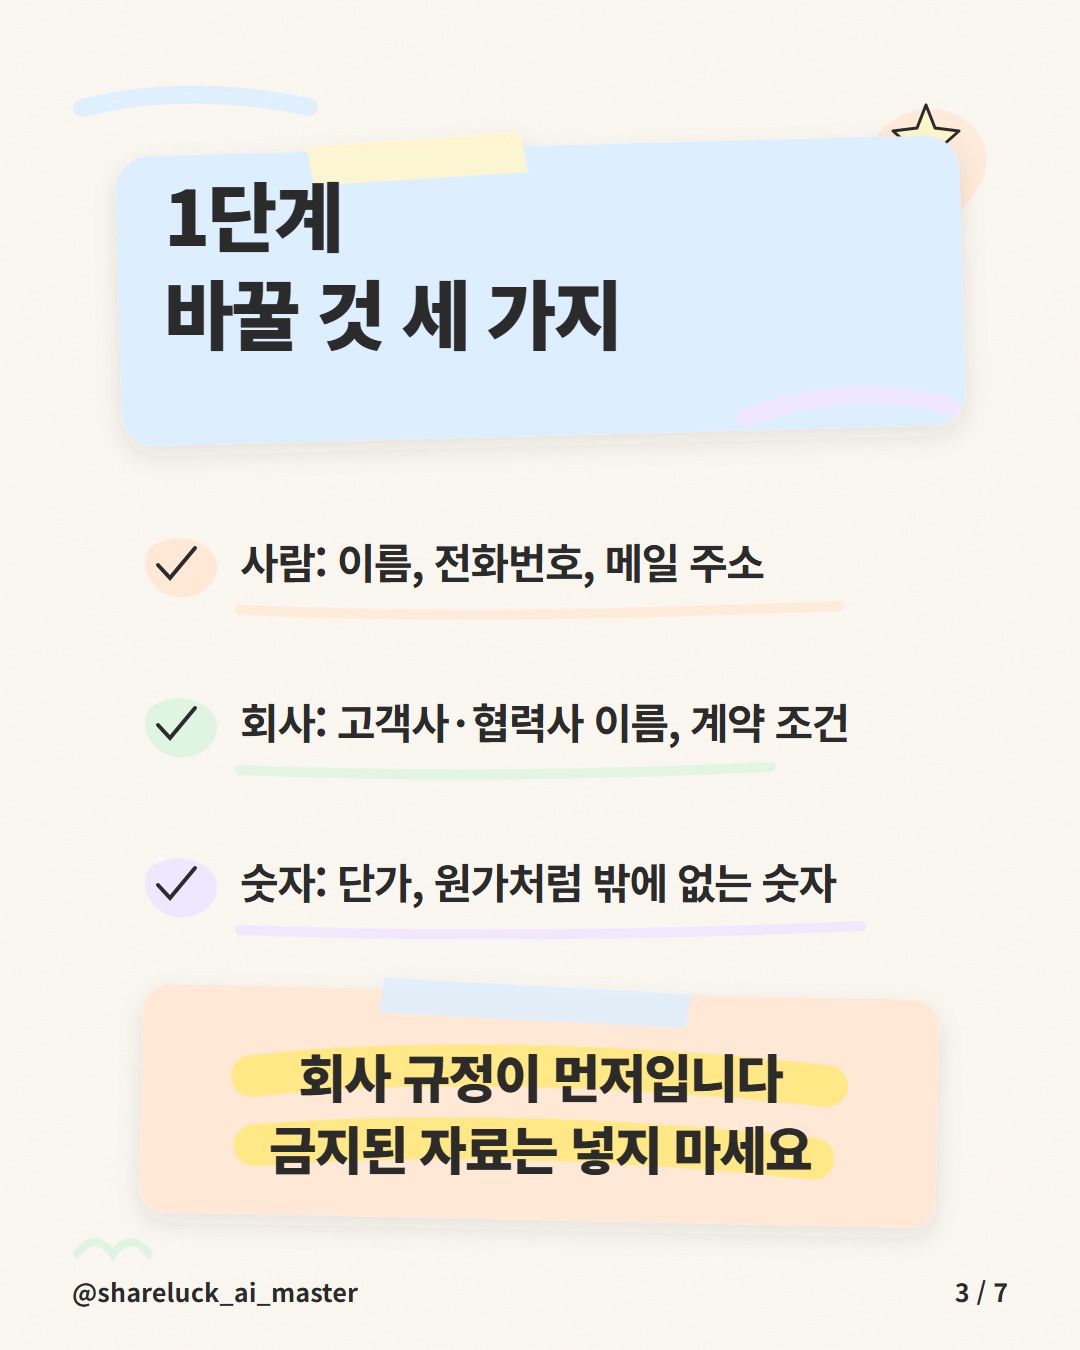 1단계
바꿀 것 세 가지
사람: 이름, 전화번호, 메일 주소
회사: 고객사·협력사 이름, 계약 조건
숫자: 단가, 원가처럼 밖에 없는 숫자
회사 규정이 먼저입니다
금지된 자료는 넣지 마세요
@shareluck_ai_master
3 / 7